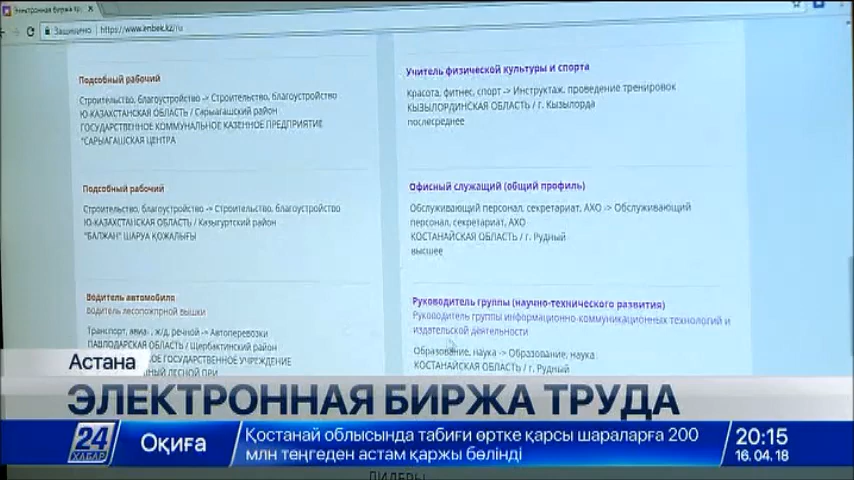 Электронная биржа тр
Защищено https://www.enbek.kz/ru
Подсобный рабочий
Строительство, благоустройство -> Строительство, благоустройство
Ю-КАЗАХСТАНСКАЯ ОБЛАСТЬ / Сарыагашский район
ГОСУДАРСТВЕННОЕ КОММУНАЛЬНОЕ КАЗЕННОЕ ПРЕДПРИЯТИЕ
"САРЫАГАШСКАЯ ЦЕНТРА
Подсобный рабочий
Строительство, благоустройство -> Строительство, благоустройство
Ю-КАЗАХСТАНСКАЯ ОБЛАСТЬ / Казыгуртский район
"БАЛЖАН" ШАРУА ҚОЖАЛЫҒЫ
Водитель автомобиля
водитель лесопожарной вышки
Транспорт, авиа- , ж/д, речной -> Автоперевозки
ПАВЛОДАРСКАЯ ОБЛАСТЬ / Щербактинский район
ОЕ ГОСУДАРСТВЕННОЕ УЧРЕЖДЕНИЕ
ЛЕСНОЙ ПРИ
Учитель физической культуры и спорта
Красота, фитнес, спорт -> Инструктаж, проведение тренировок
КЫЗЫЛОРДИНСКАЯ ОБЛАСТЬ / г. Кызылорда
послесреднее
Офисный служащий (общий профиль)
Обслуживающий персонал, секретариат, АХО -> Обслуживающий
персонал, секретариат, АХО
КОСТАНАЙСКАЯ ОБЛАСТЬ / г. Рудный
высшее
Руководитель группы (научно-технического развития)
Руководитель группы информационно-коммуникационных технологий и
издательской деятельности
Образование, наука -> Образование, наука
КОСТАНАЙСКАЯ ОБЛАСТЬ / г. Рудный
Астана
ЭЛЕКТРОННАЯ БИРЖА ТРУДА
24
ХАБАР
Оқиға
Қостанай облысында табиғи өртке қарсы шараларға 200
млн теңгеден астам қаржы бөлінді
20:15
16.04.18